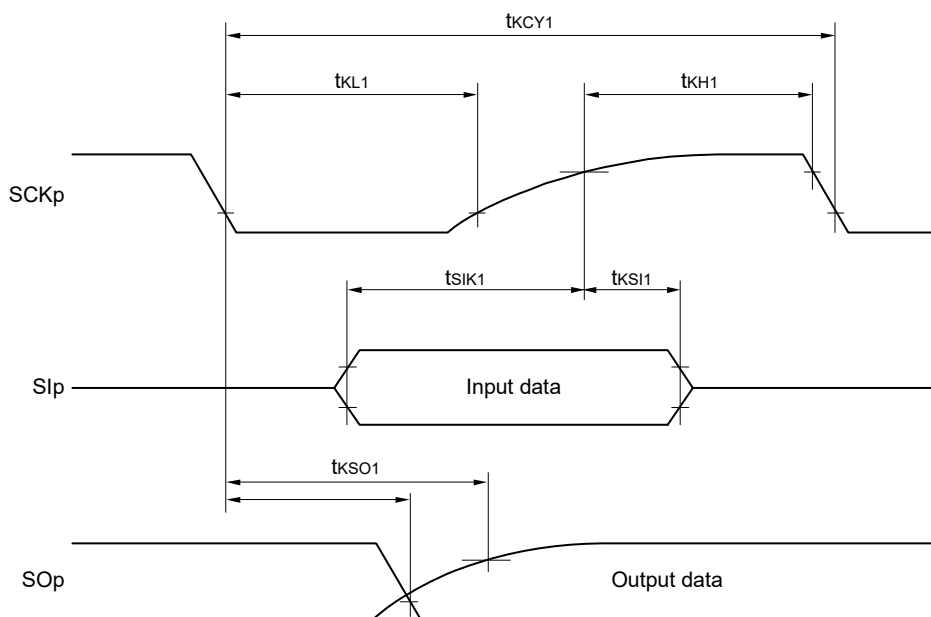 tKCY1
tKL1
tKH1
SCKp
tSIK1
tKSI1
SIp
Input data
tKSO1
SOp
Output data